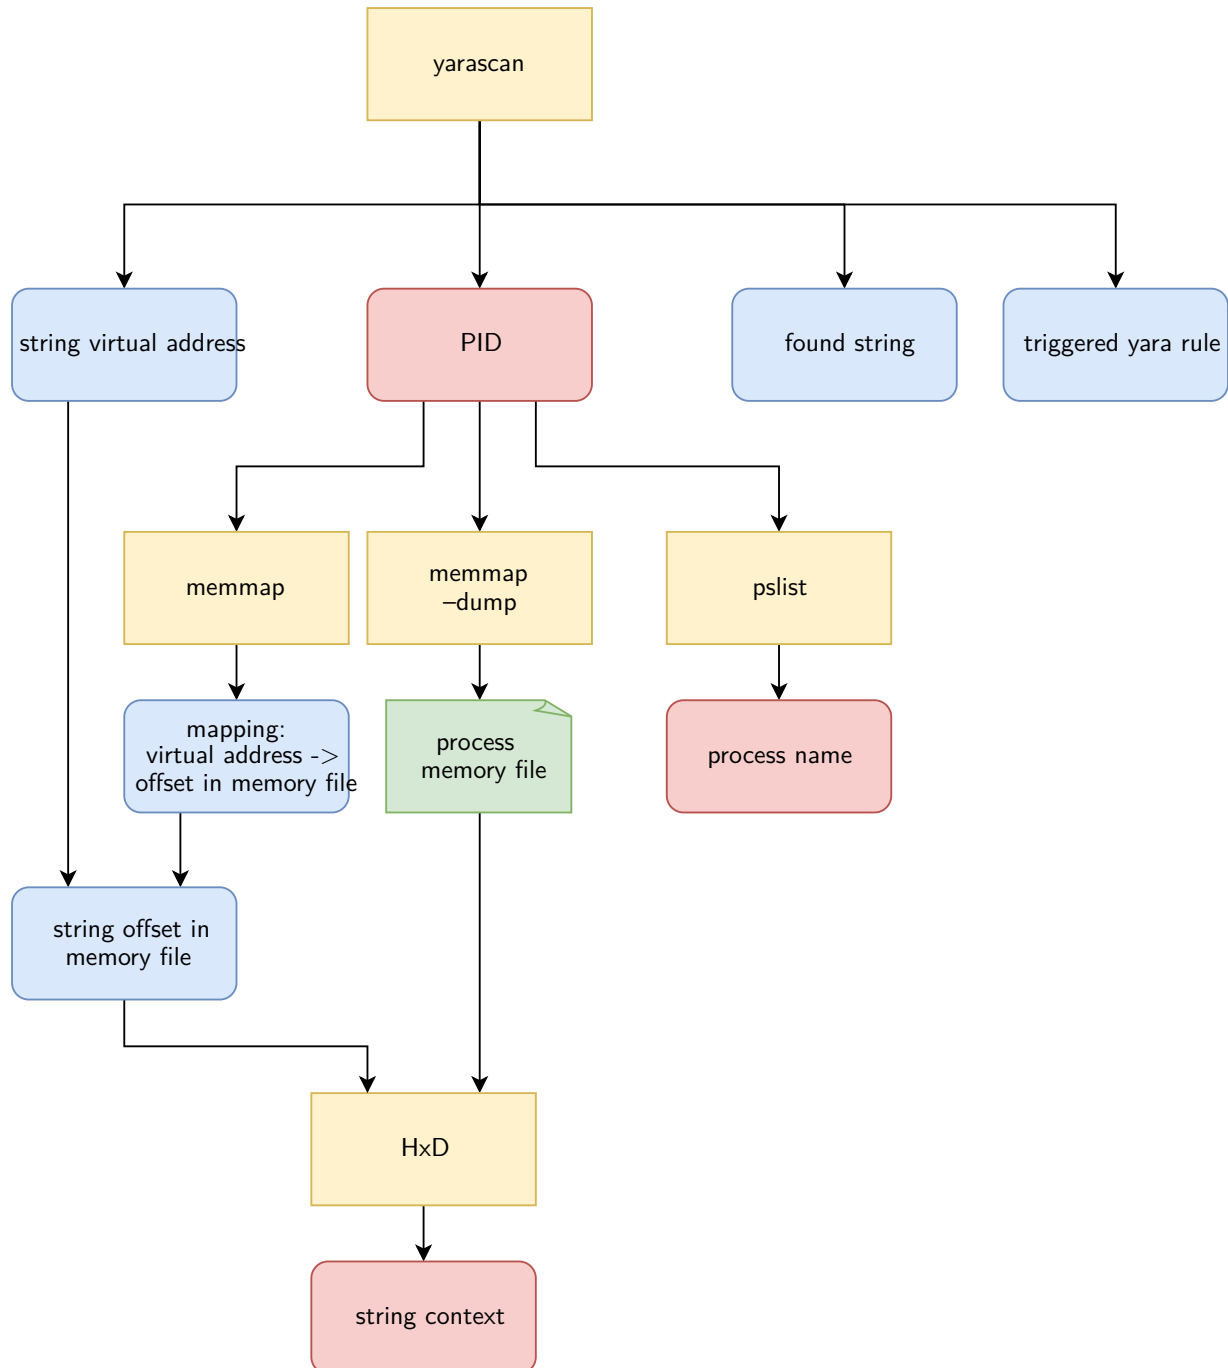 yarascan
string virtual address
PID
found string
triggered yara rule
memmap
memmap
–dump
pslist
mapping:
virtual address ->
offset in memory file
process
memory file
process name
string offset in
memory file
HxD
string context